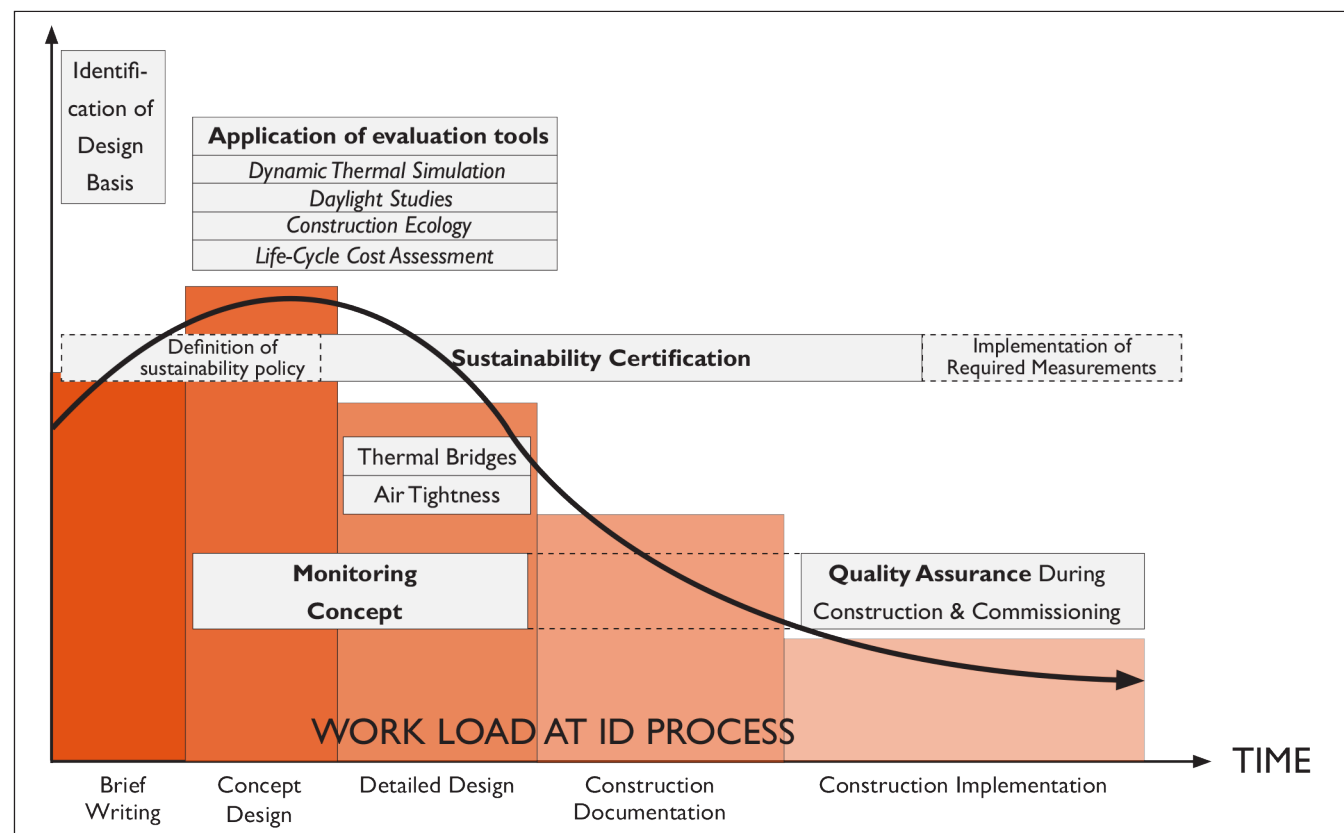 Identifi-
cation of
Design
Basis
Application of evaluation tools
Dynamic Thermal Simulation
Daylight Studies
Construction Ecology
Life-Cycle Cost Assessment
Definition of
sustainability policy
Sustainability Certification
Implementation of
Required Measurements
Thermal Bridges
Air Tightness
Monitoring
Concept
Quality Assurance During
Construction & Commissioning
WORK LOAD AT ID PROCESS
TIME
Brief
Writing
Concept
Design
Detailed Design
Construction
Documentation
Construction Implementation